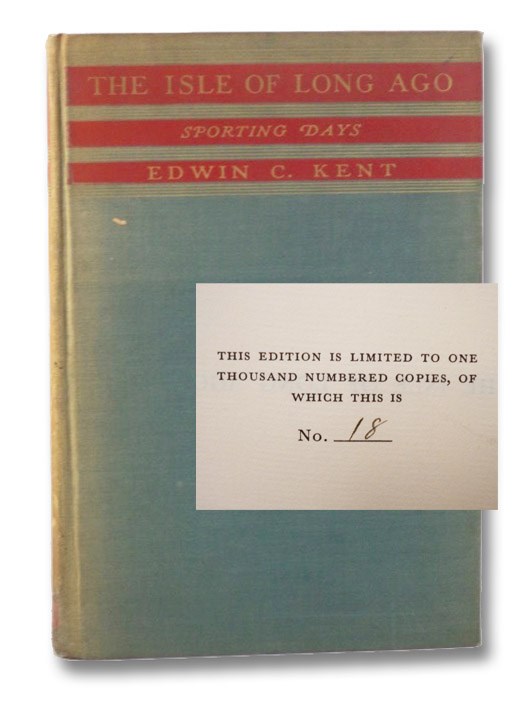 THE ISLE OF LONG AGO
SPORTING DAYS
EDWIN C. KENT
THIS EDITION IS LIMITED TO ONE
THOUSAND NUMBERED COPIES, OF
WHICH THIS IS
No. 18